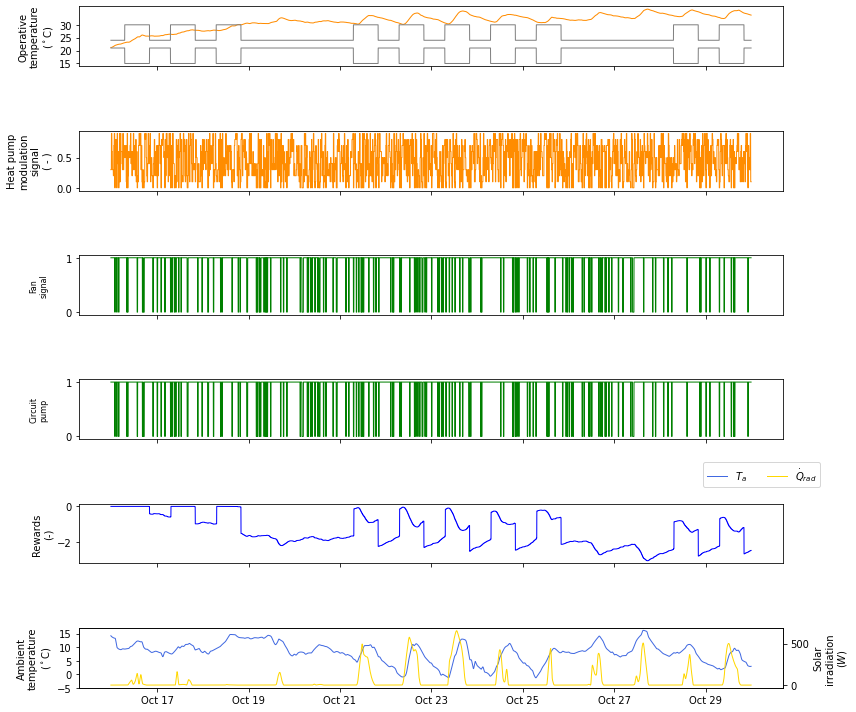 Operative
temperature
(°C)
30
25
20
15
Heat pump
modulation
signal
( - )
0.5
0.0
Fan
signal
1
0
Circuit
pump
1
0
T_a
Q̇_rad
Rewards
(-)
0
−2
Ambient
temperature
(°C)
15
10
5
0
−5
500
0
Solar
irradiation
(W)
Oct 17
Oct 19
Oct 21
Oct 23
Oct 25
Oct 27
Oct 29